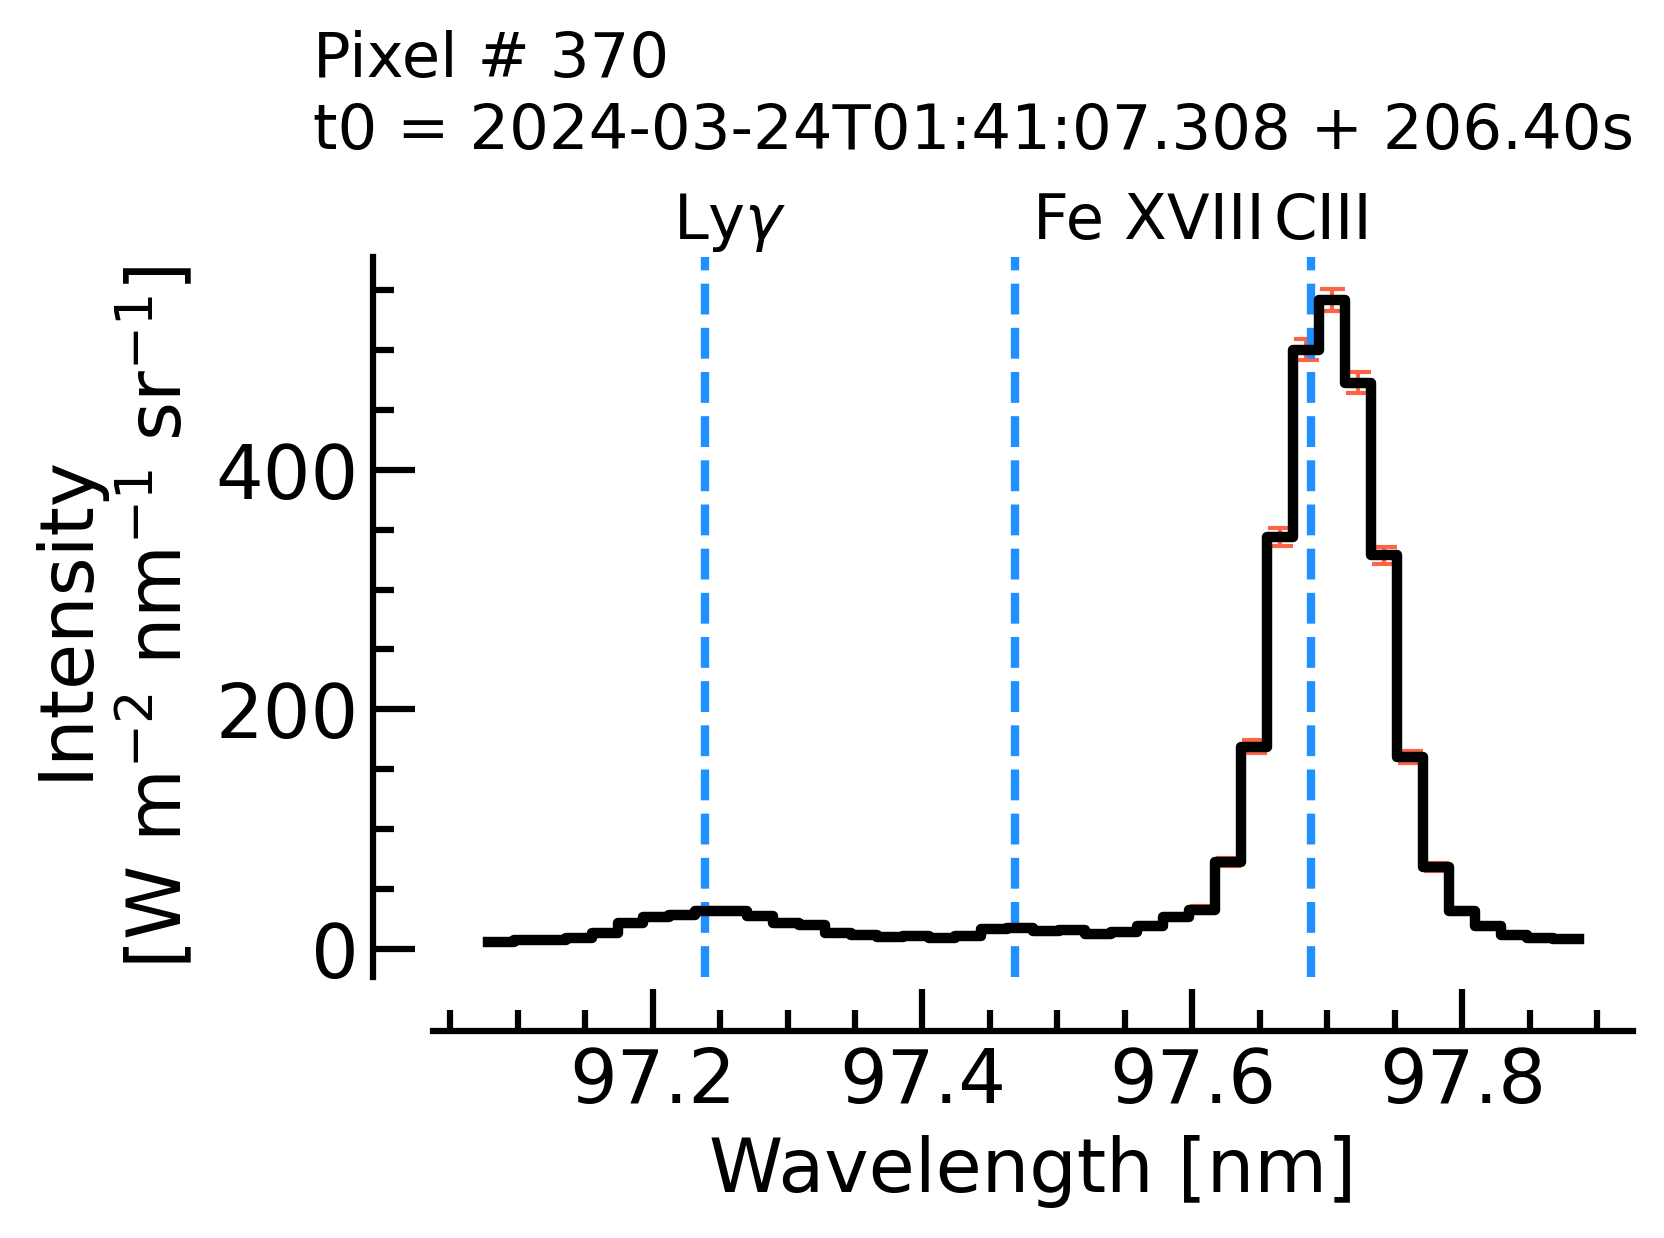 Pixel # 370
t0 = 2024-03-24T01:41:07.308 + 206.40s
Lyγ Fe XVIII CIII
Intensity
[W m⁻² nm⁻¹ sr⁻¹]
400
200
0
97.2 97.4 97.6 97.8
Wavelength [nm]